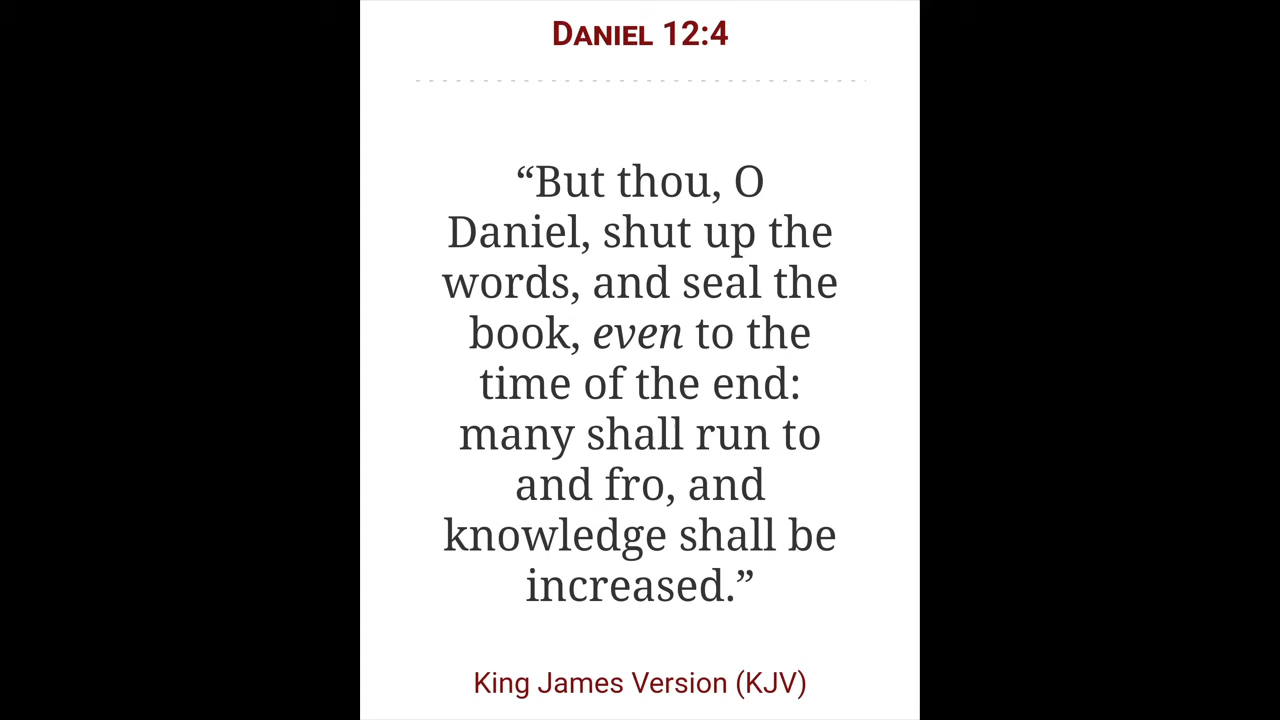 Daniel 12:4
“But thou, O
Daniel, shut up the
words, and seal the
book, even to the
time of the end:
many shall run to
and fro, and
knowledge shall be
increased.”
King James Version (KJV)